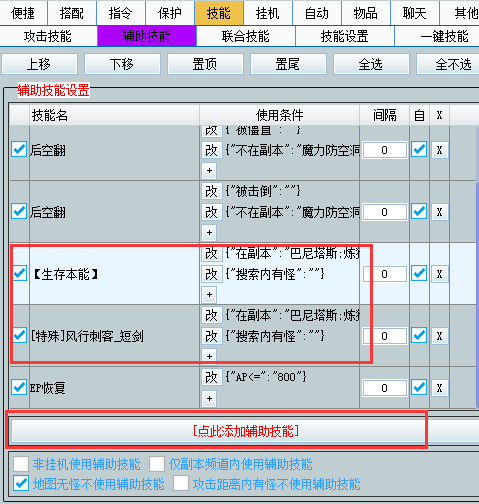 便捷 搭配 指令 保护 技能 挂机 自动 物品 聊天 其他
攻击技能 辅助技能 联合技能 技能设置 一键技能
上移 下移 置顶 置尾 全选 全不选
辅助技能设置
技能名 使用条件 间隔 自 X
改 {"被僵直":""}
后空翻 改 {"不在副本":"魔力防空洞 0 X
+
改 {"被击倒":""}
后空翻 改 {"不在副本":"魔力防空洞 0 X
+
改 {"在副本":"巴尼塔斯;炼
【生存本能】 改 {"搜索内有怪":""} 0 X
+
改 {"在副本":"巴尼塔斯;炼
[特殊]风行刺客_短剑 改 {"搜索内有怪":""} 0 X
+
改 {"AP<=":"800"}
EP恢复 0 X
+
[点此添加辅助技能]
非挂机使用辅助技能 仅副本频道内使用辅助技能
地图无怪不使用辅助技能 攻击距离内有怪不使用辅助技能